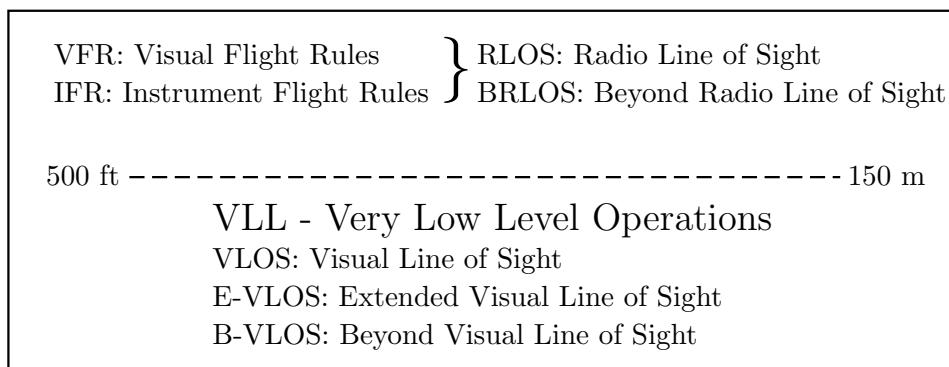 VFR: Visual Flight Rules } RLOS: Radio Line of Sight
IFR: Instrument Flight Rules } BRLOS: Beyond Radio Line of Sight
500 ft 150 m
VLL - Very Low Level Operations
VLOS: Visual Line of Sight
E-VLOS: Extended Visual Line of Sight
B-VLOS: Beyond Visual Line of Sight